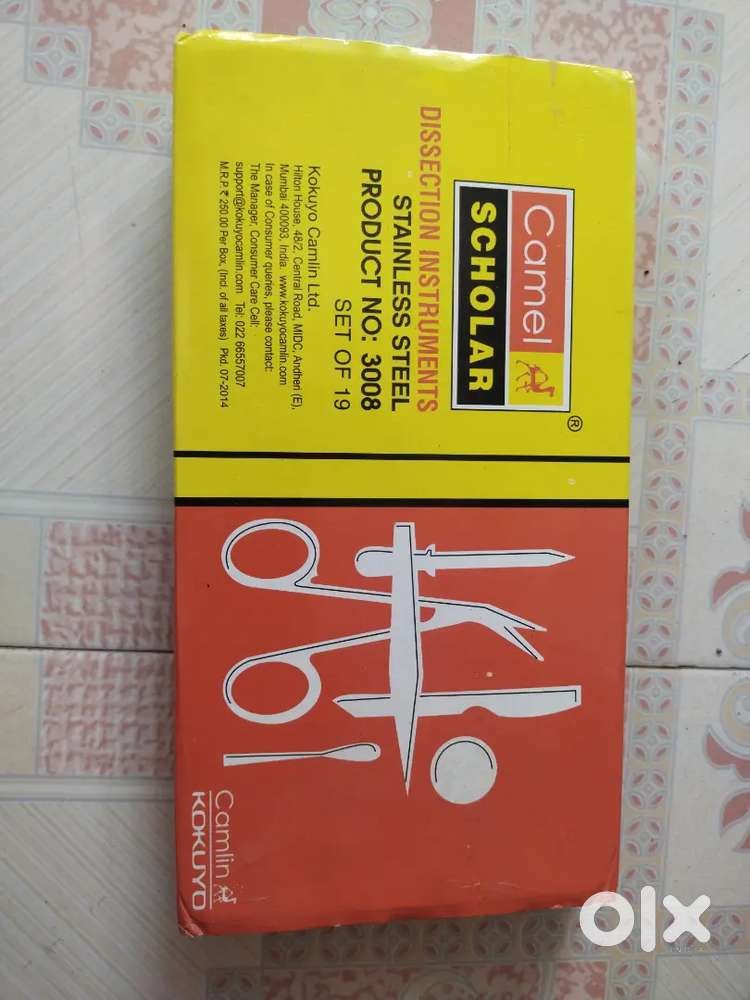 Camel
SCHOLAR
®
DISSECTION INSTRUMENTS
STAINLESS STEEL
PRODUCT NO: 3008
SET OF 19
Kokuyo Camlin Ltd.
Hilton House, 48/2, Central Road, MIDC, Andheri (E),
Mumbai 400093, India. www.kokuyocamlin.com
In case of Consumer queries, please contact:
The Manager, Consumer Care Cell:
support@kokuyocamlin.com Tel: 022 66557007
M.R.P. ₹ 250.00 Per Box, (Incl. of all taxes) Pkd. 07-2014
Camlin
KOKUYO
olx
INDIA